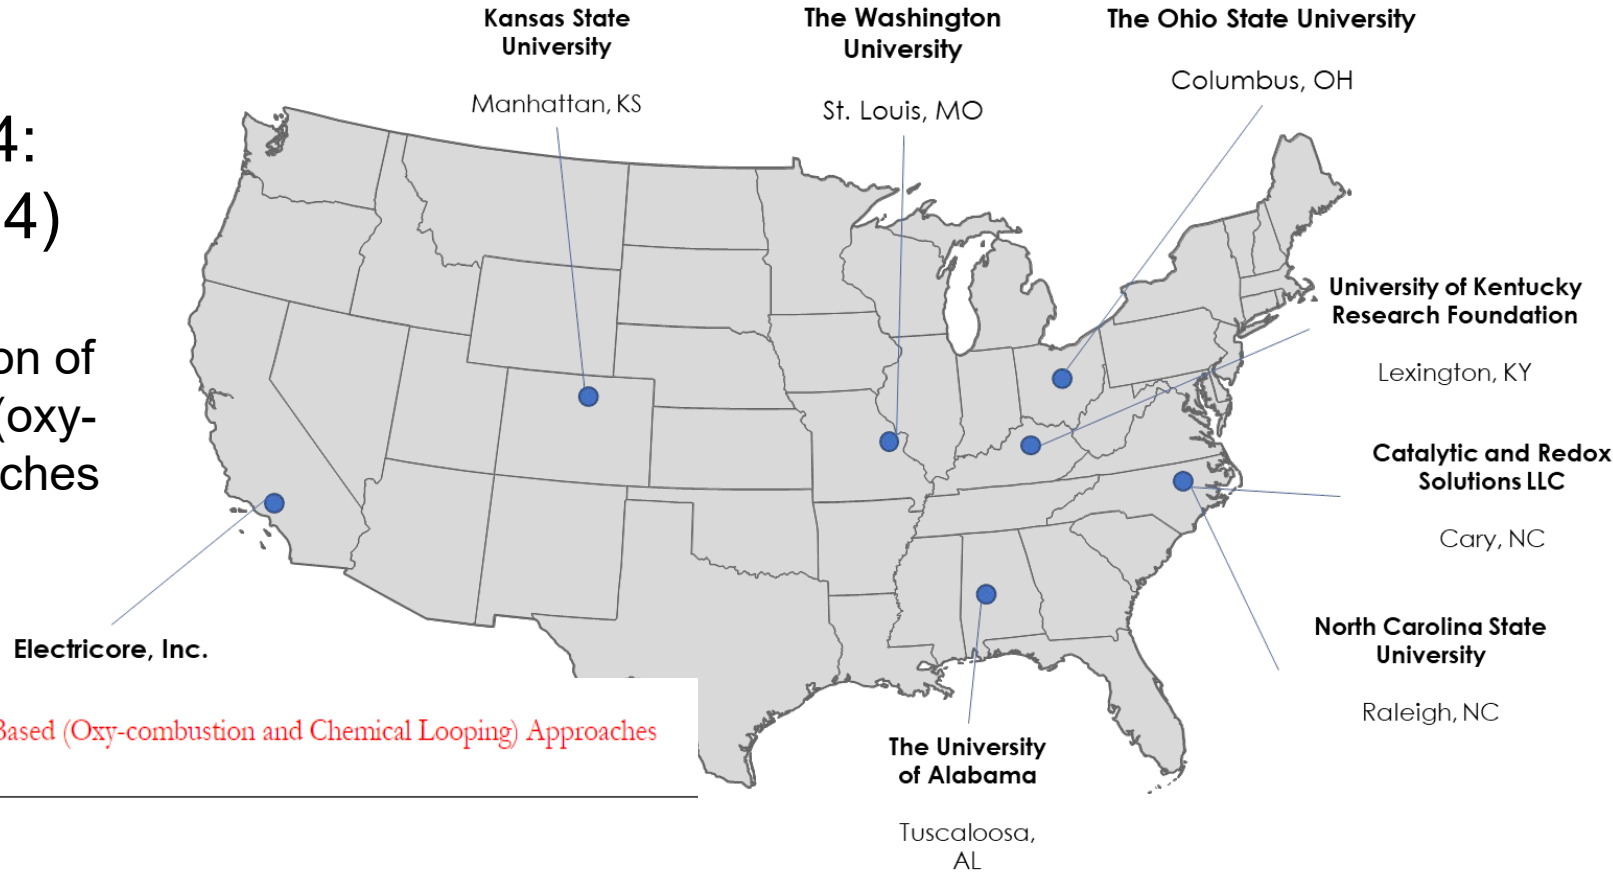 4:
4)
on of
(oxy-
ches
Kansas State
University
Manhattan, KS
The Washington
University
St. Louis, MO
The Ohio State University
Columbus, OH
University of Kentucky
Research Foundation
Lexington, KY
Catalytic and Redox
Solutions LLC
Cary, NC
North Carolina State
University
Raleigh, NC
The University
of Alabama
Tuscaloosa,
AL
Electricore, Inc.
Based (Oxy-combustion and Chemical Looping) Approaches